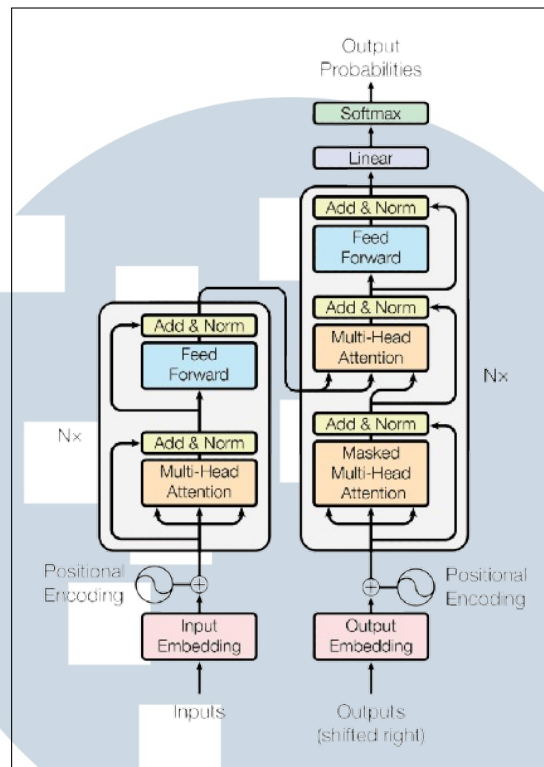 Output
Probabilities
Softmax
Linear
Add & Norm
Feed
Forward
Add & Norm
Multi-Head
Attention
Add & Norm
Masked
Multi-Head
Attention
Nx
Add & Norm
Feed
Forward
Add & Norm
Multi-Head
Attention
Nx
Positional
Encoding
Positional
Encoding
Input
Embedding
Output
Embedding
Inputs
Outputs
(shifted right)